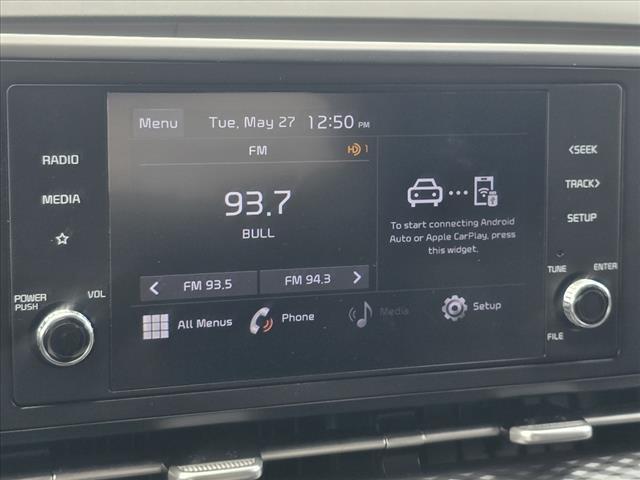 Menu Tue, May 27 12:50 PM
FM HD 1
93.7
BULL
FM 93.5 FM 94.3
To start connecting Android
Auto or Apple CarPlay, press
this widget.
All Menus Phone Media Setup
RADIO
MEDIA
POWER
PUSH
VOL
<SEEK
TRACK>
SETUP
TUNE
ENTER
FILE